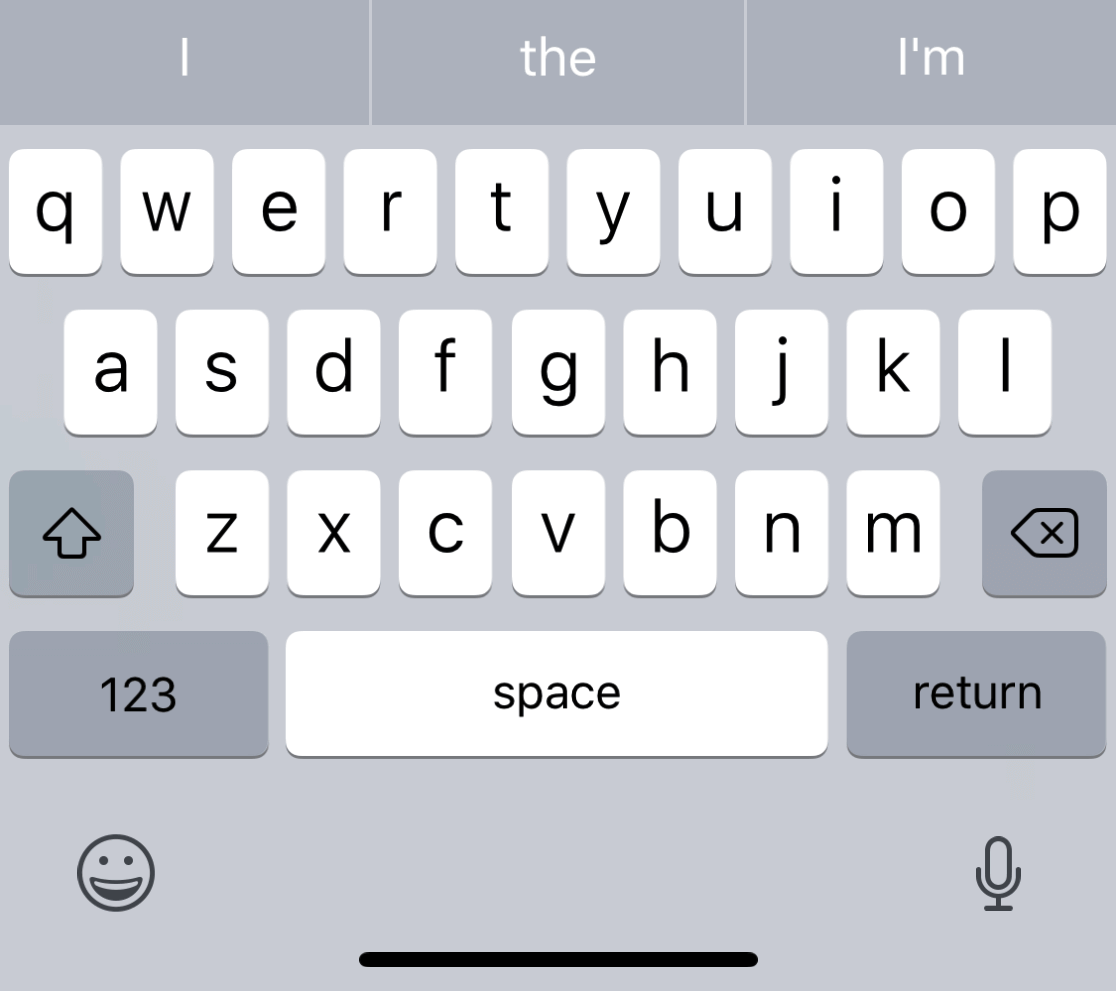 I the I'm
q w e r t y u i o p
a s d f g h j k l
z x c v b n m
123 space return